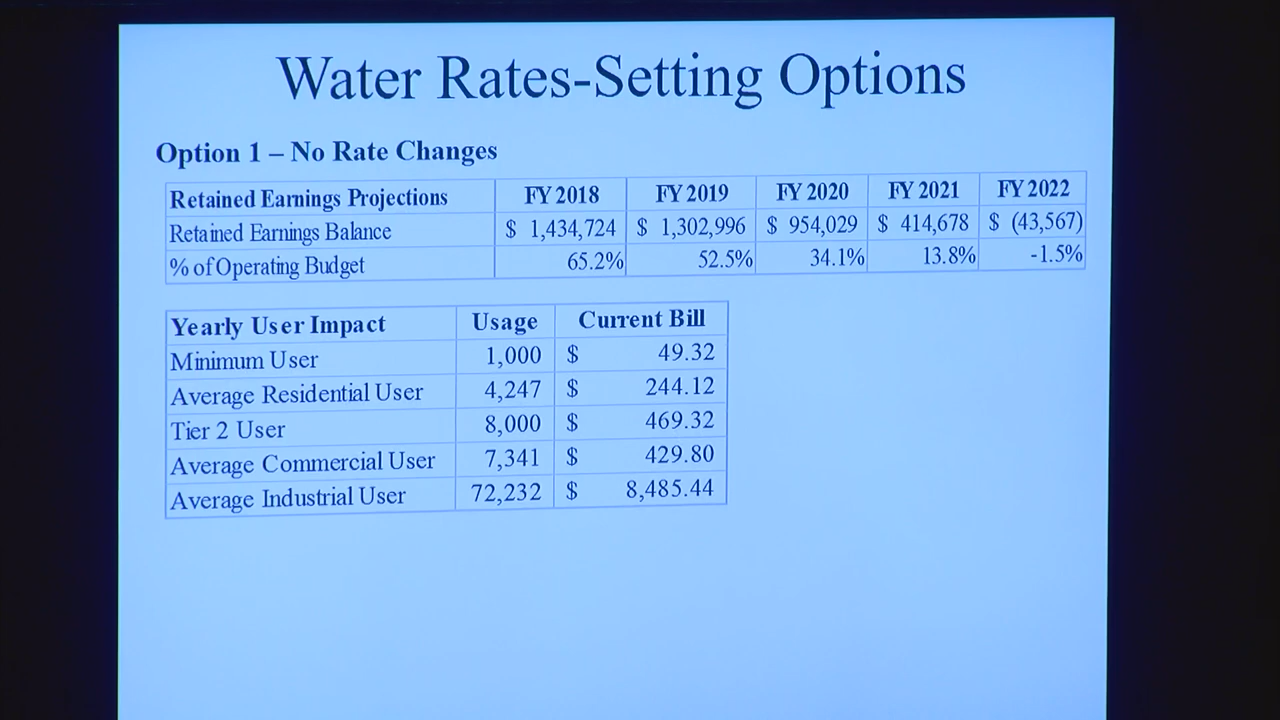 Water Rates-Setting Options
Option 1 – No Rate Changes
Retained Earnings Projections FY 2018 FY 2019 FY 2020 FY 2021 FY 2022
Retained Earnings Balance $ 1,434,724 $ 1,302,996 $ 954,029 $ 414,678 $ (43,567)
% of Operating Budget 65.2% 52.5% 34.1% 13.8% -1.5%
Yearly User Impact Usage Current Bill
Minimum User 1,000 $ 49.32
Average Residential User 4,247 $ 244.12
Tier 2 User 8,000 $ 469.32
Average Commercial User 7,341 $ 429.80
Average Industrial User 72,232 $ 8,485.44